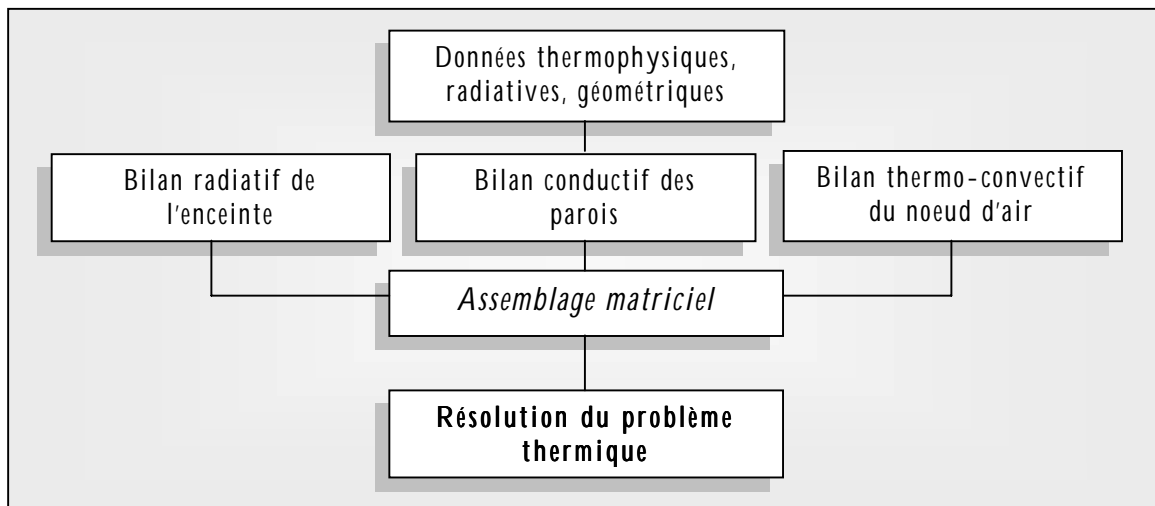 Données thermophysiques,
radiatives, géométriques
Bilan radiatif de
l'enceinte
Bilan conductif des
parois
Bilan thermo-convectif
du noeud d'air
Assemblage matriciel
Résolution du problème
thermique